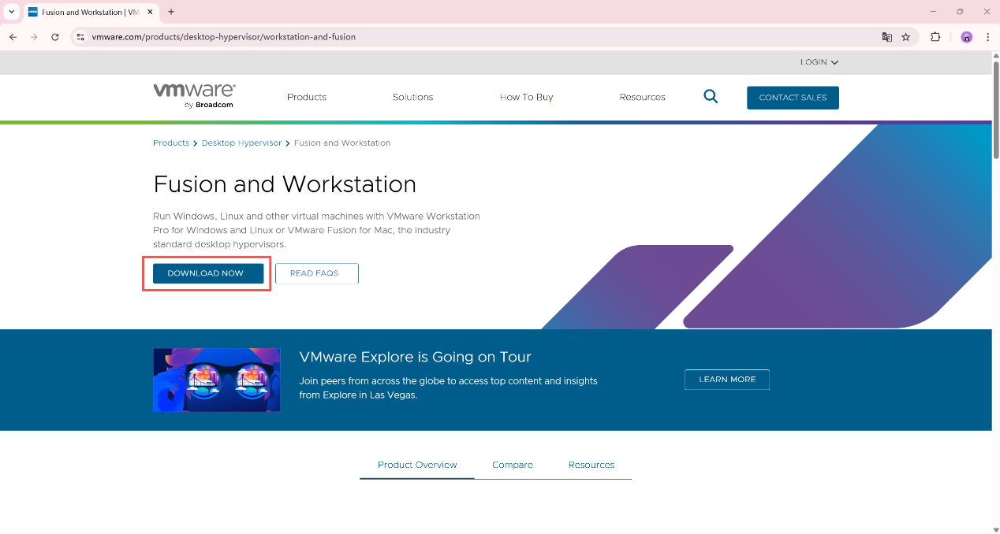 Fusion and Workstation | VM
vmware.com/products/desktop-hypervisor/workstation-and-fusion
LOGIN
vmware®
by Broadcom
Products
Solutions
How To Buy
Resources
CONTACT SALES
Products > Desktop Hypervisor > Fusion and Workstation
Fusion and Workstation
Run Windows, Linux and other virtual machines with VMware Workstation
Pro for Windows and Linux or VMware Fusion for Mac, the industry
standard desktop hypervisors.
DOWNLOAD NOW
READ FAQS
VMware Explore is Going on Tour
Join peers from across the globe to access top content and insights
from Explore in Las Vegas.
LEARN MORE
Product Overview
Compare
Resources